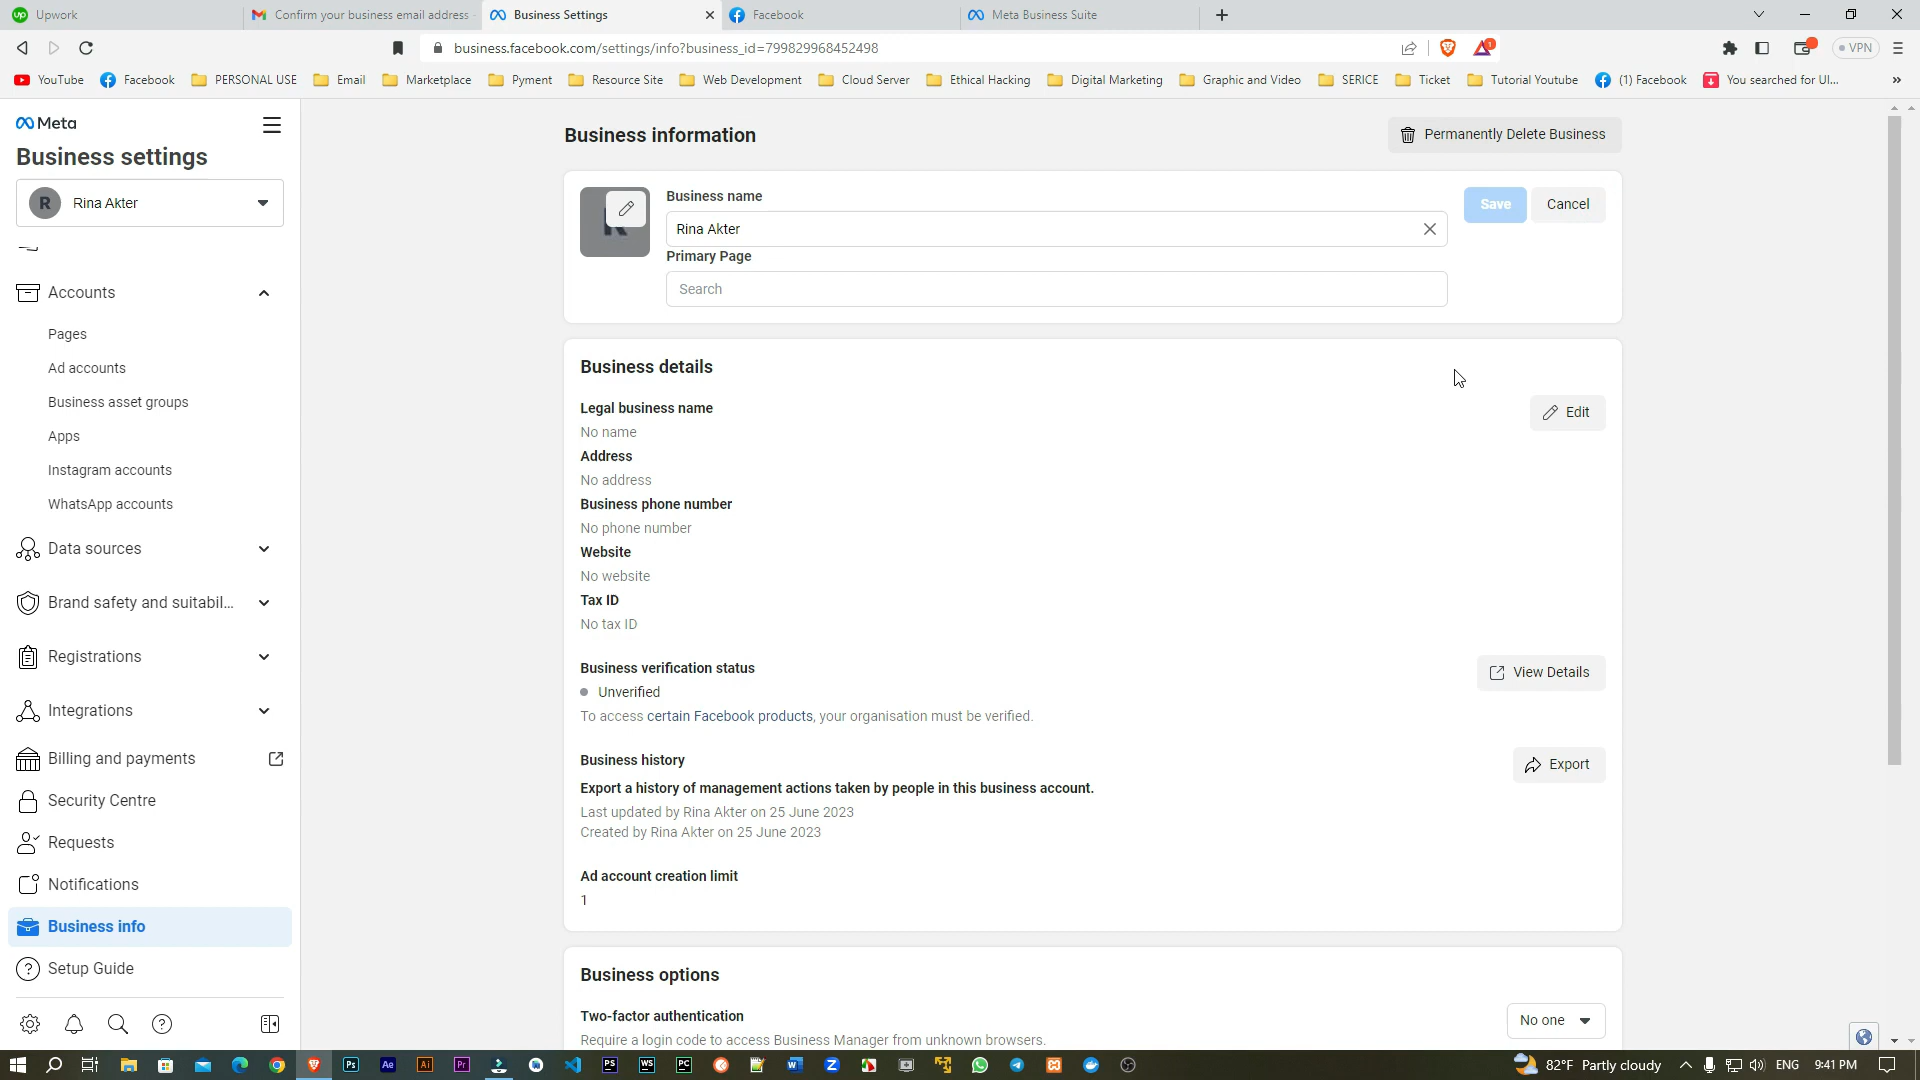 Upwork
Confirm your business email address
Business Settings
Facebook
Meta Business Suite
business.facebook.com/settings/info?business_id=799829968452498
VPN
YouTube
Facebook
PERSONAL USE
Email
Marketplace
Pyment
Resource Site
Web Development
Cloud Server
Ethical Hacking
Digital Marketing
Graphic and Video
SERICE
Ticket
Tutorial Youtube
(1) Facebook
You searched for Ul...
Meta
Business settings
R
Rina Akter
Accounts
Pages
Ad accounts
Business asset groups
Apps
Instagram accounts
WhatsApp accounts
Data sources
Brand safety and suitabil...
Registrations
Integrations
Billing and payments
Security Centre
Requests
Notifications
Business info
Setup Guide
Business information
Permanently Delete Business
Business name
Rina Akter
Save
Cancel
Primary Page
Search
Business details
Legal business name
No name
Edit
Address
No address
Business phone number
No phone number
Website
No website
Tax ID
No tax ID
Business verification status
Unverified
View Details
To access certain Facebook products, your organisation must be verified.
Business history
Export
Export a history of management actions taken by people in this business account.
Last updated by Rina Akter on 25 June 2023
Created by Rina Akter on 25 June 2023
Ad account creation limit
1
Business options
Two-factor authentication
No one
Require a login code to access Business Manager from unknown browsers.
82°F Partly cloudy
ENG
9:41 PM